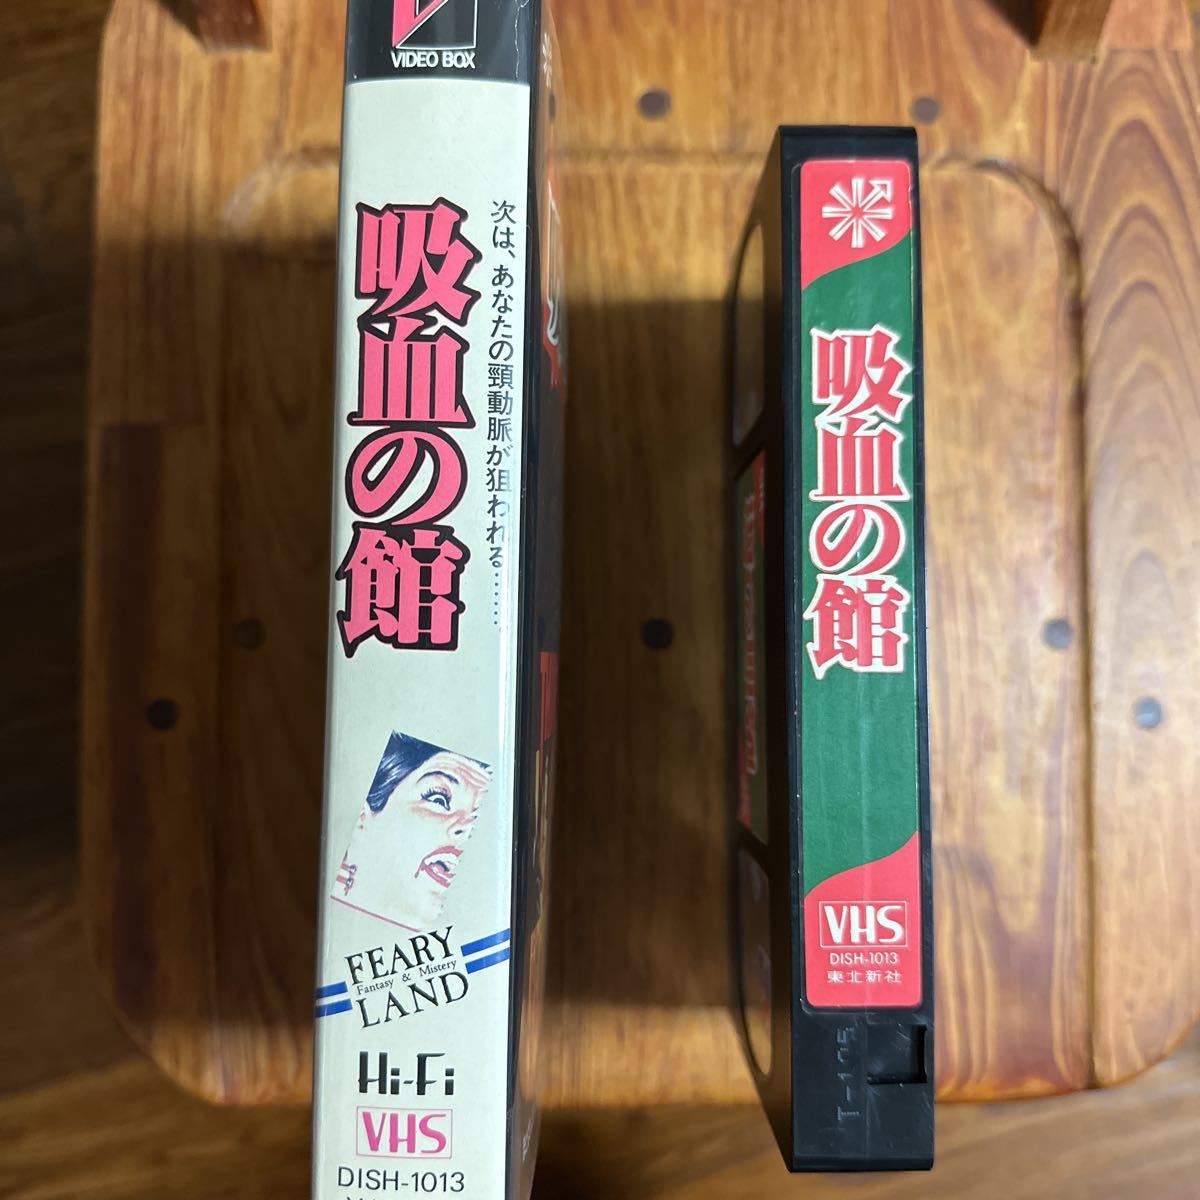 VIDEO BOX
次は、あなたの頸動脈が狙われる……
吸血の館
FEARY
Fantasy & Mistery
LAND
Hi-Fi
VHS
DISH-1013
吸血の館
VHS
DISH-1013
東北新社
T-105